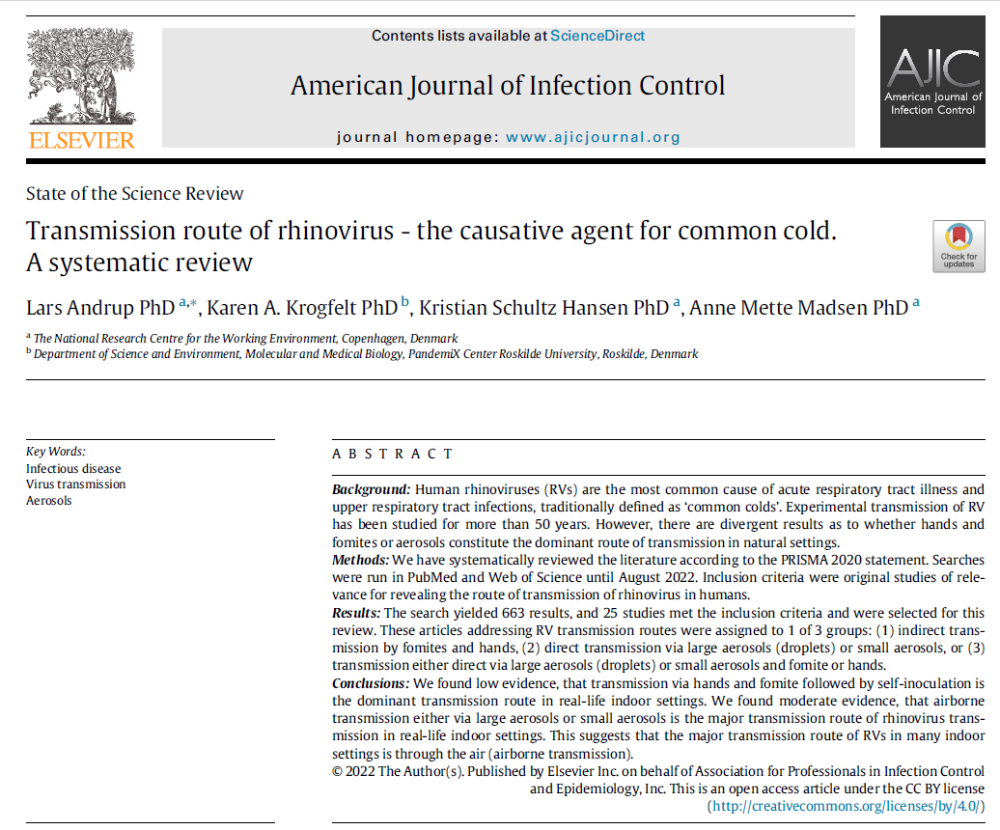 Contents lists available at ScienceDirect
American Journal of Infection Control
journal homepage: www.ajicjournal.org
ELSEVIER
AJIC
American Journal of
Infection Control
State of the Science Review
Transmission route of rhinovirus - the causative agent for common cold.
A systematic review
Check for
updates
Lars Andrup PhD a,*, Karen A. Krogfelt PhD b, Kristian Schultz Hansen PhD a, Anne Mette Madsen PhD a
a The National Research Centre for the Working Environment, Copenhagen, Denmark
b Department of Science and Environment, Molecular and Medical Biology, PandemiX Center Roskilde University, Roskilde, Denmark
Key Words:
Infectious disease
Virus transmission
Aerosols
A B S T R A C T
Background: Human rhinoviruses (RVs) are the most common cause of acute respiratory tract illness and
upper respiratory tract infections, traditionally defined as ‘common colds’. Experimental transmission of RV
has been studied for more than 50 years. However, there are divergent results as to whether hands and
fomites or aerosols constitute the dominant route of transmission in natural settings.
Methods: We have systematically reviewed the literature according to the PRISMA 2020 statement. Searches
were run in PubMed and Web of Science until August 2022. Inclusion criteria were original studies of rele-
vance for revealing the route of transmission of rhinovirus in humans.
Results: The search yielded 663 results, and 25 studies met the inclusion criteria and were selected for this
review. These articles addressing RV transmission routes were assigned to 1 of 3 groups: (1) indirect trans-
mission by fomites and hands, (2) direct transmission via large aerosols (droplets) or small aerosols, or (3)
transmission either direct via large aerosols (droplets) or small aerosols and fomite or hands.
Conclusions: We found low evidence, that transmission via hands and fomite followed by self-inoculation is
the dominant transmission route in real-life indoor settings. We found moderate evidence, that airborne
transmission either via large aerosols or small aerosols is the major transmission route of rhinovirus trans-
mission in real-life indoor settings. This suggests that the major transmission route of RVs in many indoor
settings is through the air (airborne transmission).
© 2022 The Author(s). Published by Elsevier Inc. on behalf of Association for Professionals in Infection Control
and Epidemiology, Inc. This is an open access article under the CC BY license
(http://creativecommons.org/licenses/by/4.0/)